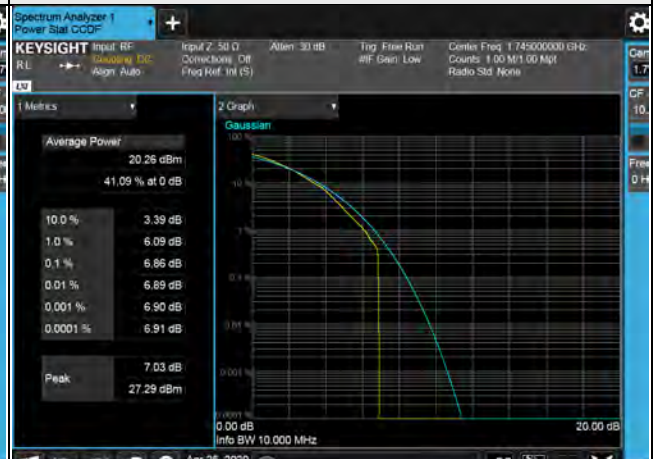 Spectrum Analyzer 1
Power Stat CCDF
+
KEYSIGHT
RL
Input: RF
Coupling: DC
Align: Auto
Input Z: 50 Ω
Corrections: Off
Freq Ref: Int (S)
Atten: 30 dB
Trig: Free Run
#IF Gain: Low
Center Freq: 1.745000000 GHz
Counts: 1.00 M/1.00 Mpt
Radio Std: None
1 Metrics
Average Power
20.26 dBm
41.09 % at 0 dB
10.0 % 3.39 dB
1.0 % 6.09 dB
0.1 % 6.86 dB
0.01 % 6.89 dB
0.001 % 6.90 dB
0.0001 % 6.91 dB
Peak
7.03 dB
27.29 dBm
2 Graph
Gaussian
100 %
10 %
1 %
0.1 %
0.01 %
0.001 %
0.0001 %
0.00 dB
20.00 dB
Info BW 10.000 MHz
Cen
1.7
CF
10.
Fre
0 H